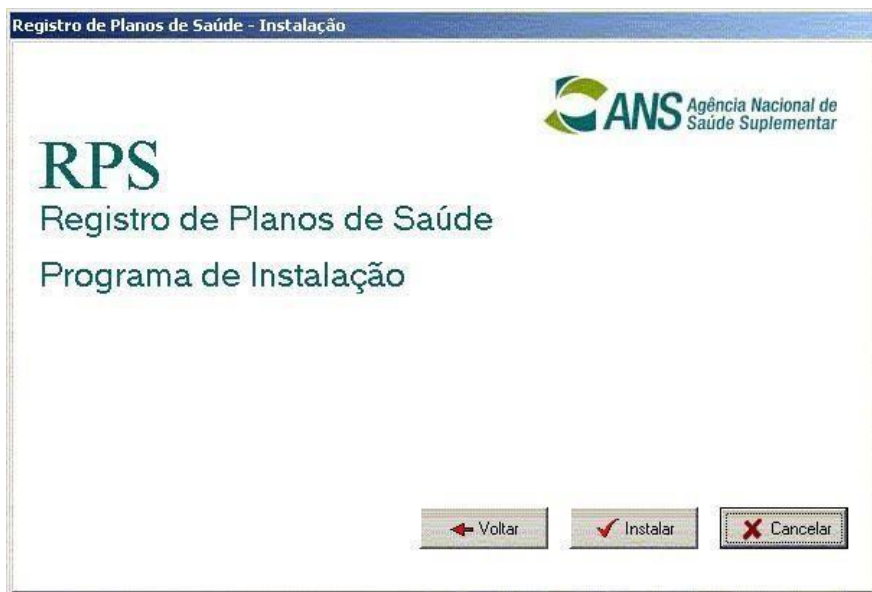 Registro de Planos de Saúde - Instalação
ANS Agência Nacional de
Saúde Suplementar
RPS
Registro de Planos de Saúde
Programa de Instalação
Voltar
Instalar
Cancelar